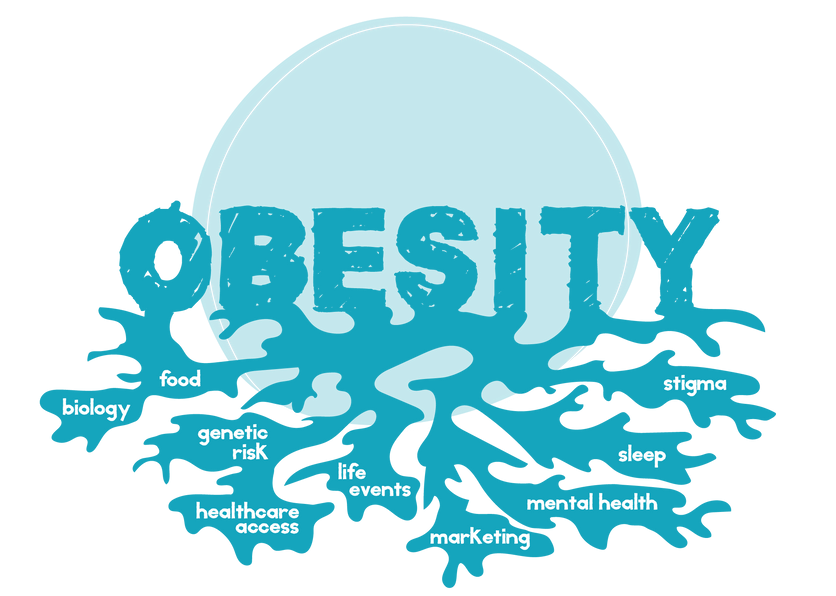 OBESITY
food
stigma
biology
genetic
risk
sleep
life
events
mental health
healthcare
access
marketing